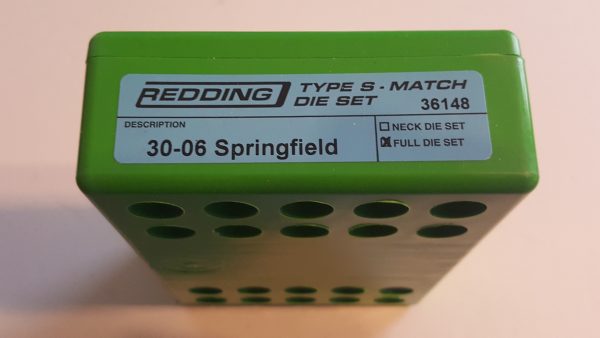 REDDING
TYPE S - MATCH
DIE SET 36148
DESCRIPTION
30-06 Springfield
NECK DIE SET
FULL DIE SET